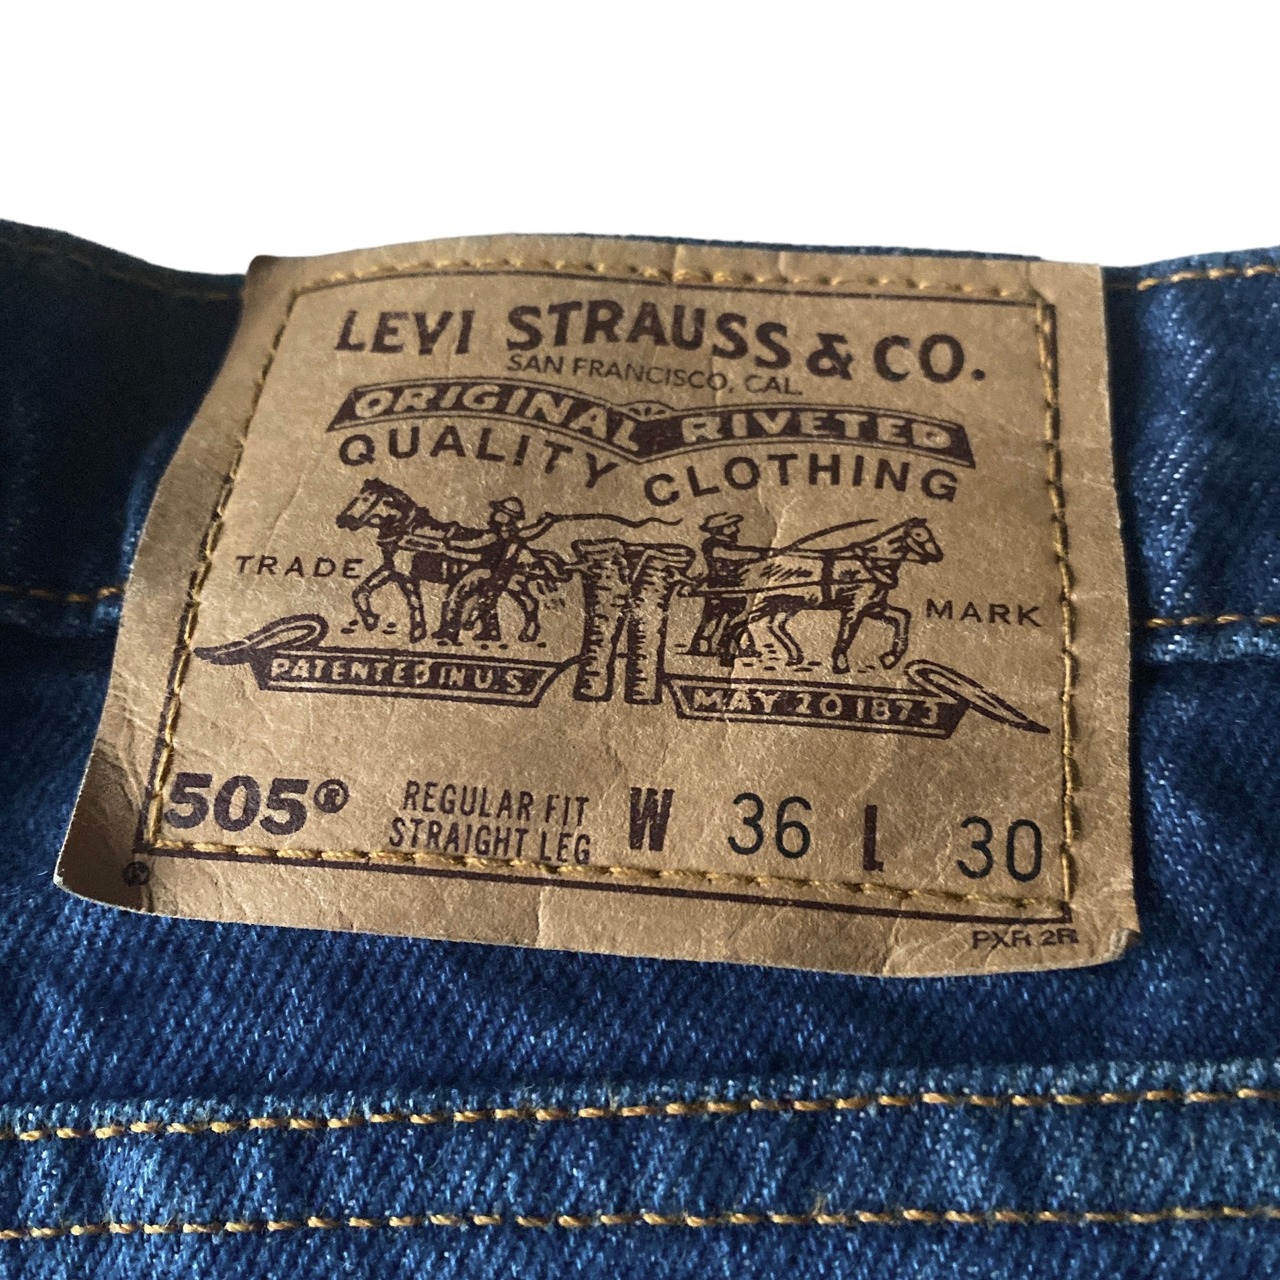 LEVI STRAUSS & CO.
SAN FRANCISCO, CAL.
ORIGINAL RIVETED
QUALITY CLOTHING
TRADE MARK
PATENTED IN U.S. MAY 20 1873
505® REGULAR FIT STRAIGHT LEG W 36 L 30
®
PXR 2R